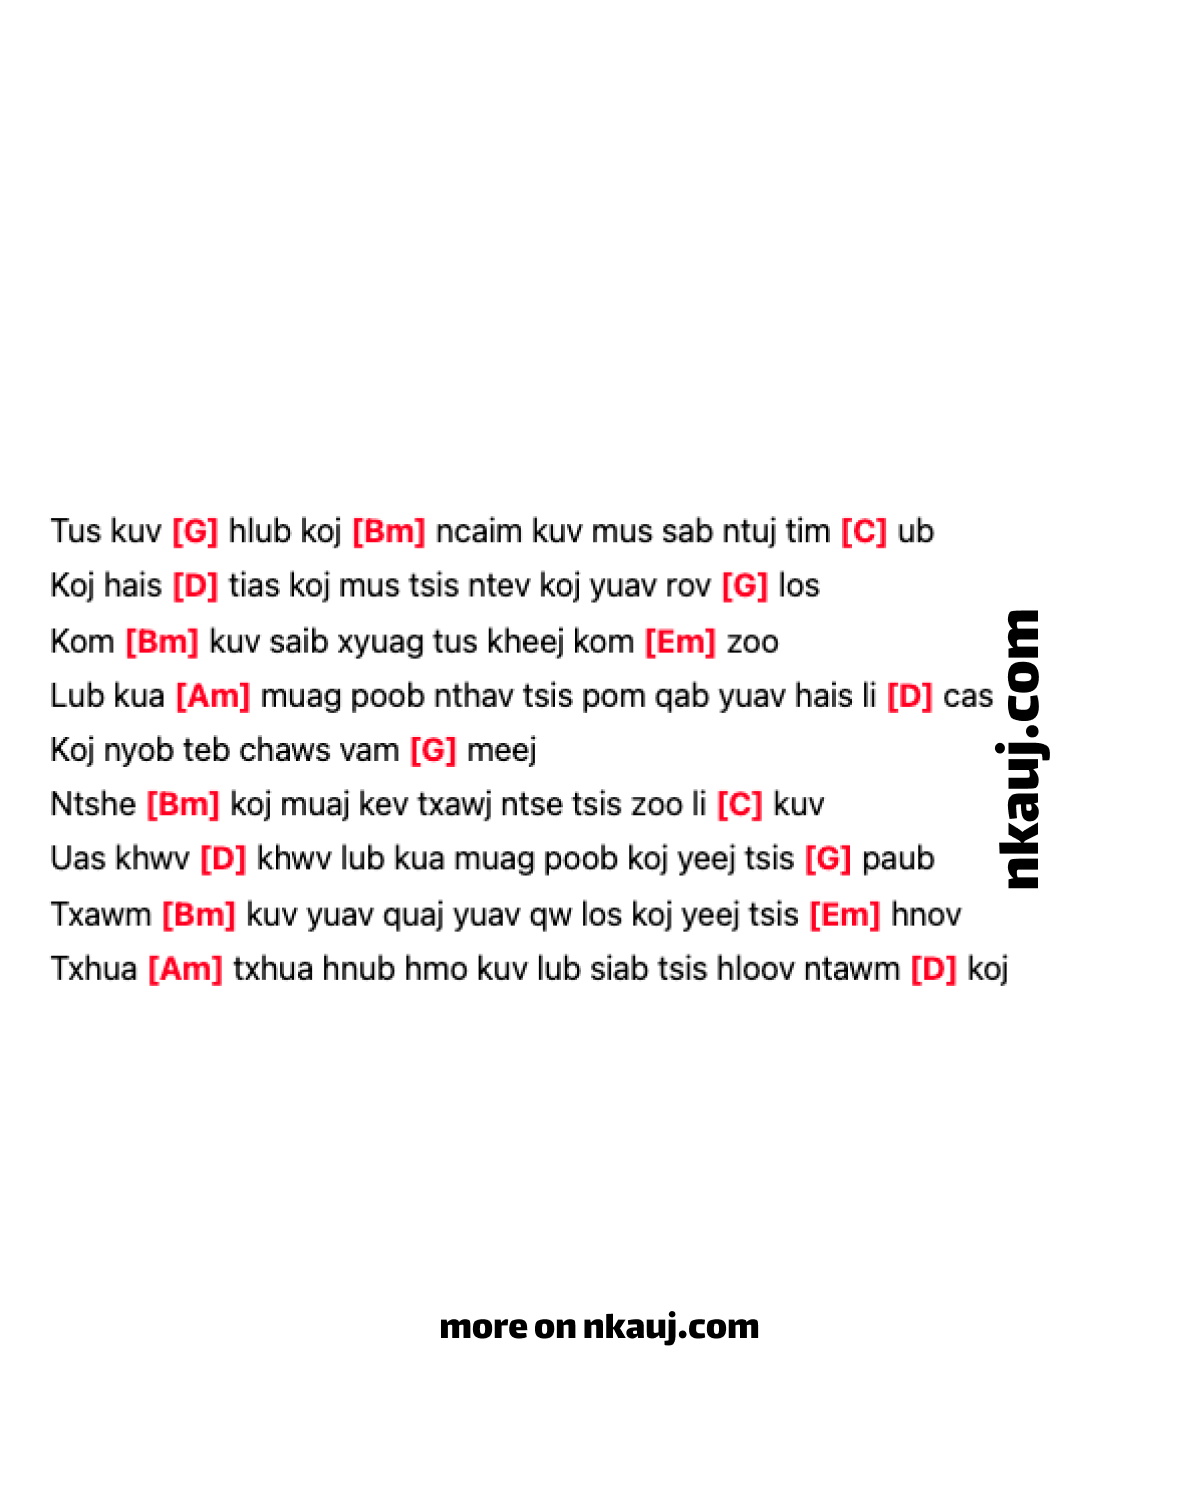 Tus kuv [G] hlub koj [Bm] ncaim kuv mus sab ntuj tim [C] ub
Koj hais [D] tias koj mus tsis ntev koj yuav rov [G] los
Kom [Bm] kuv saib xyuag tus kheej kom [Em] zoo
Lub kua [Am] muag poob nthav tsis pom qab yuav hais li [D] cas
Koj nyob teb chaws vam [G] meej
Ntshe [Bm] koj muaj kev txawj ntse tsis zoo li [C] kuv
Uas khwv [D] khwv lub kua muag poob koj yeej tsis [G] paub
Txawm [Bm] kuv yuav quaj yuav qw los koj yeej tsis [Em] hnov
Txhua [Am] txhua hnub hmo kuv lub siab tsis hloov ntawm [D] koj
nkauj.com
more on nkauj.com